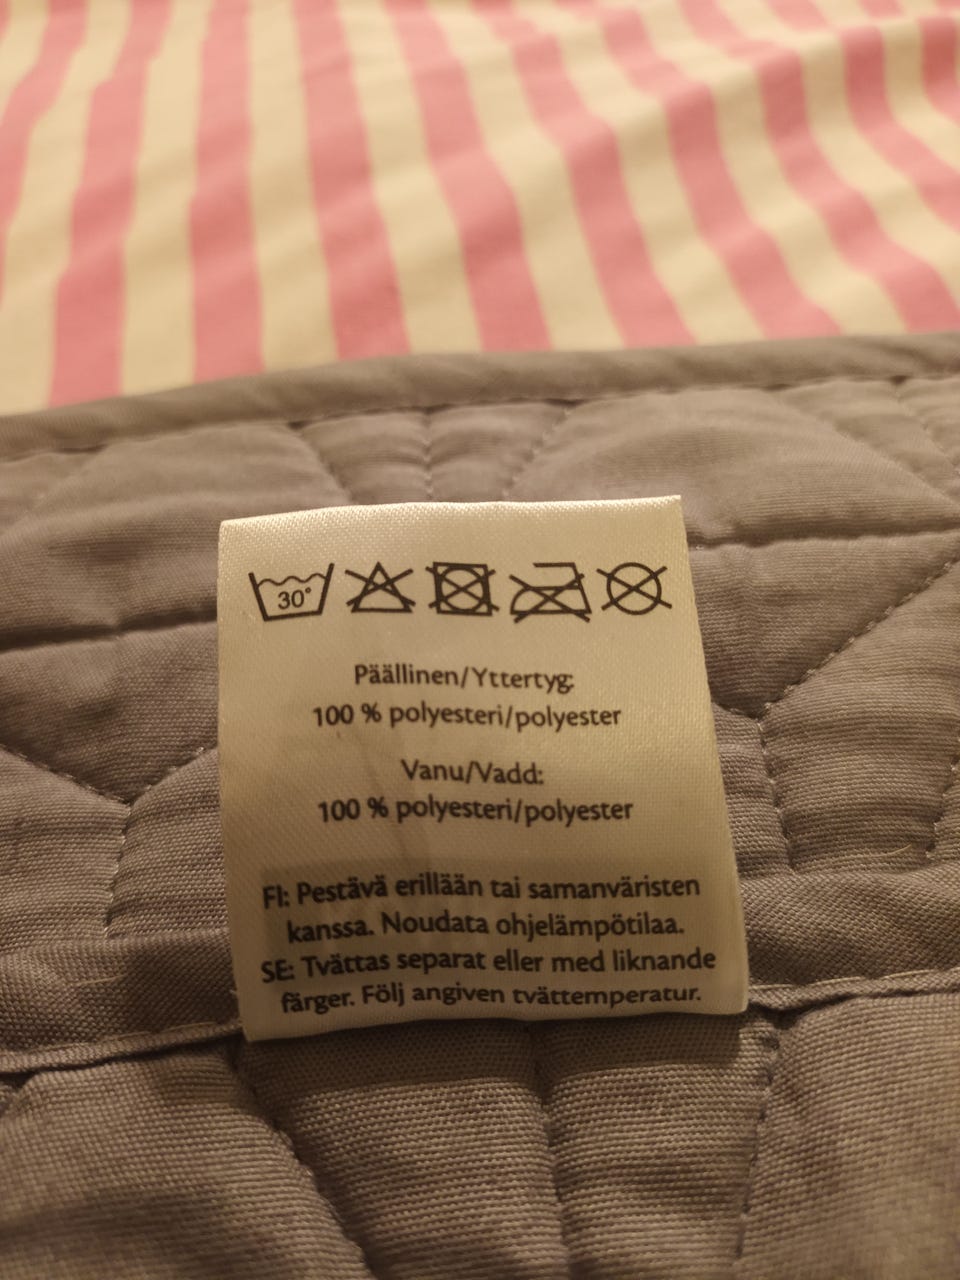 30°
Päällinen/Yttertyg:
100 % polyesteri/polyester
Vanu/Vadd:
100 % polyesteri/polyester
FI: Pestävä erillään tai samanväristen
kanssa. Noudata ohjelämpötilaa.
SE: Tvättas separat eller med liknande
färger. Följ angiven tvättemperatur.